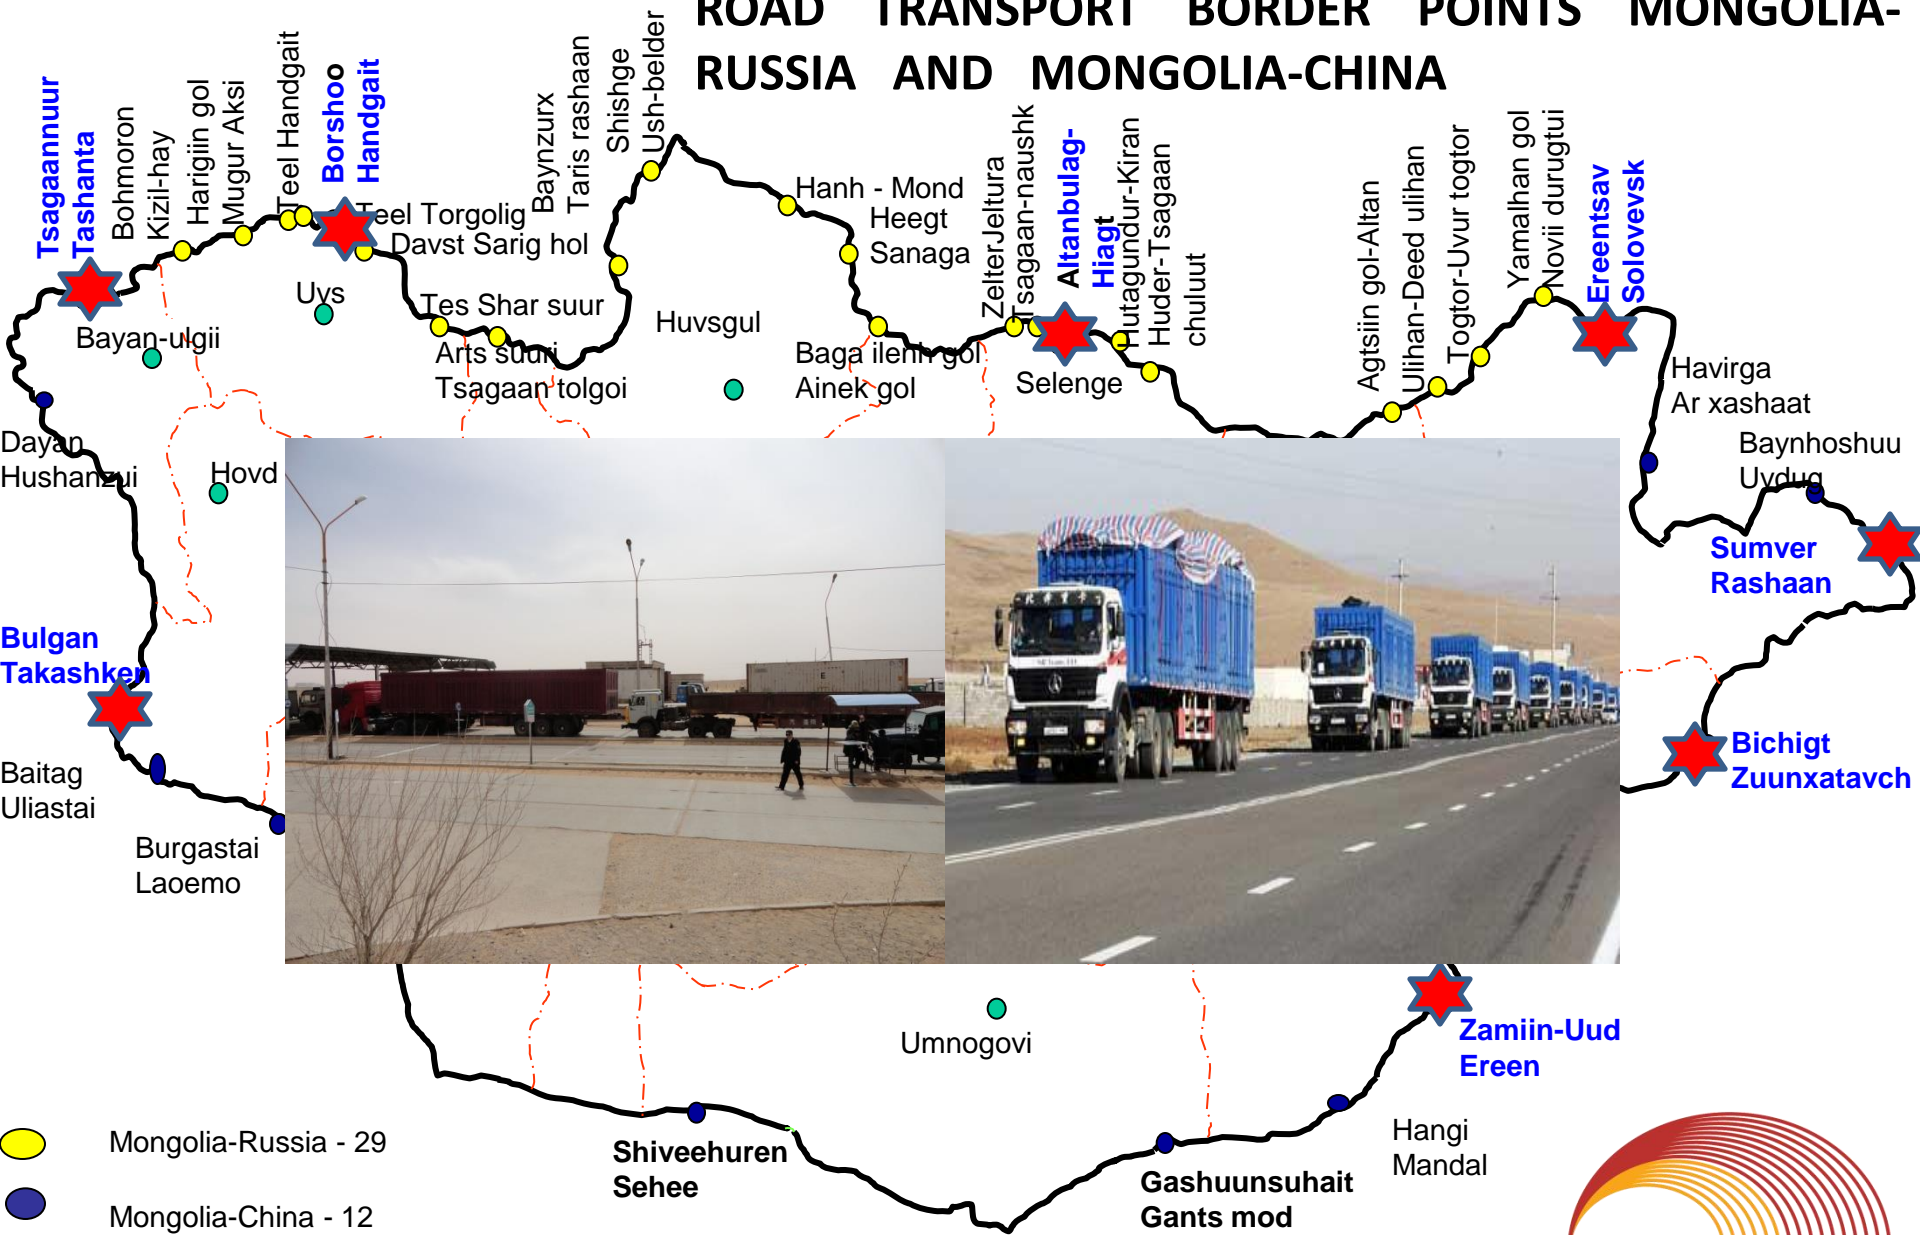 ROAD TRANSPORT BORDER POINTS MONGOLIA-
RUSSIA AND MONGOLIA-CHINA
Tsagaannuur
Tashanta
Bohmoron
Kizil-hay
Harigiin gol
Mugur Aksi
Teel Handgait
Borshoo
Handgait
Baynzurx
Taris rashaan
Shishge
Ush-belder
Teel Torgolig
Davst Sarig hol
Tes Shar suur
Arts suuri
Tsagaan tolgoi
Hanh - Mond
Heegt
Sanaga
Baga ilenh gol
Ainek gol
ZelterJeltura
Tsagaan-naushk
Altanbulag-
Hiagt
Hutagundur-Kiran
Huder-Tsagaan
chuluut
Agtsiin gol-Altan
Ulihan-Deed ulihan
Togtor-Uvur togtor
Yamalhan gol
Novii durugtui
Ereentsav
Solovevsk
Uvs
Bayan-ulgii
Huvsgul
Selenge
Havirga
Ar xashaat
Baynhoshuu
Uvdug
Dayan
Hushanzui
Hovd
Sumver
Rashaan
Bulgan
Takashken
Bichigt
Zuunxatavch
Baitag
Uliastai
Burgastai
Laoemo
Umnogovi
Zamiin-Uud
Ereen
Hangi
Mandal
Shiveehuren
Sehee
Gashuunsuhait
Gants mod
Mongolia-Russia - 29
Mongolia-China - 12